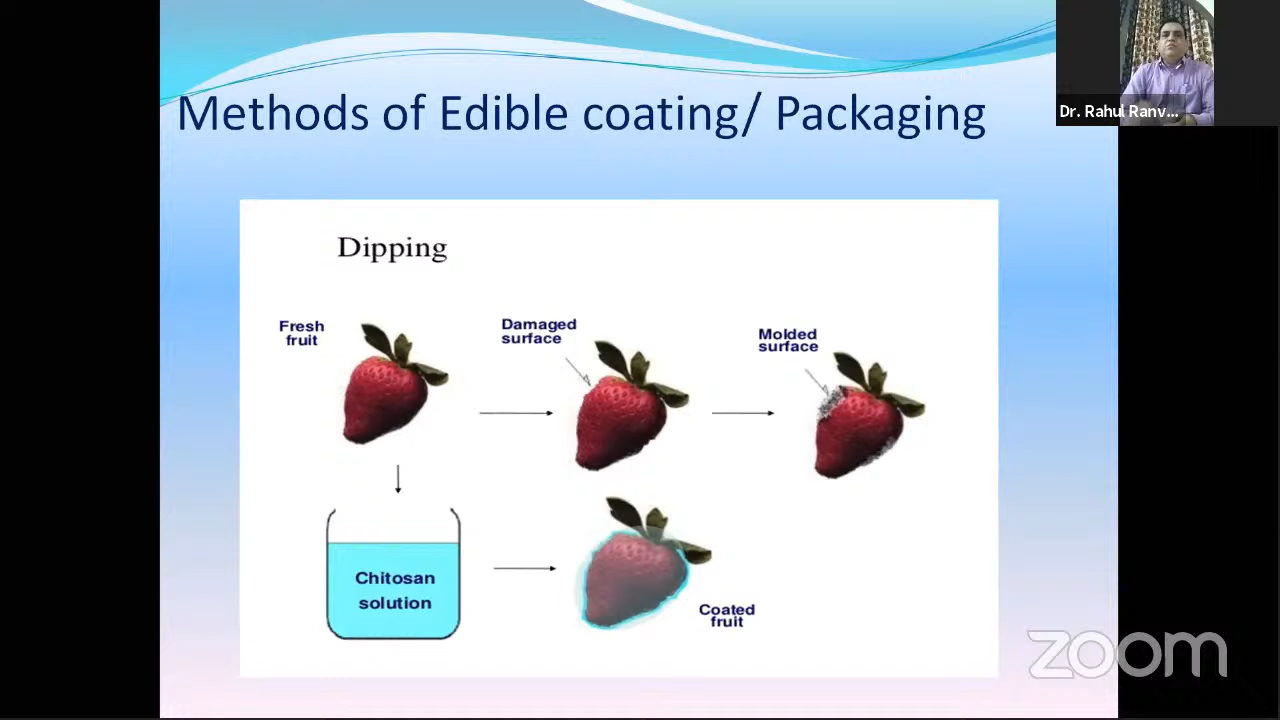 Methods of Edible coating/ Packaging
Dr. Rahul Ranv...
Dipping
Fresh
fruit
Damaged
surface
Molded
surface
Chitosan
solution
Coated
fruit
zoom